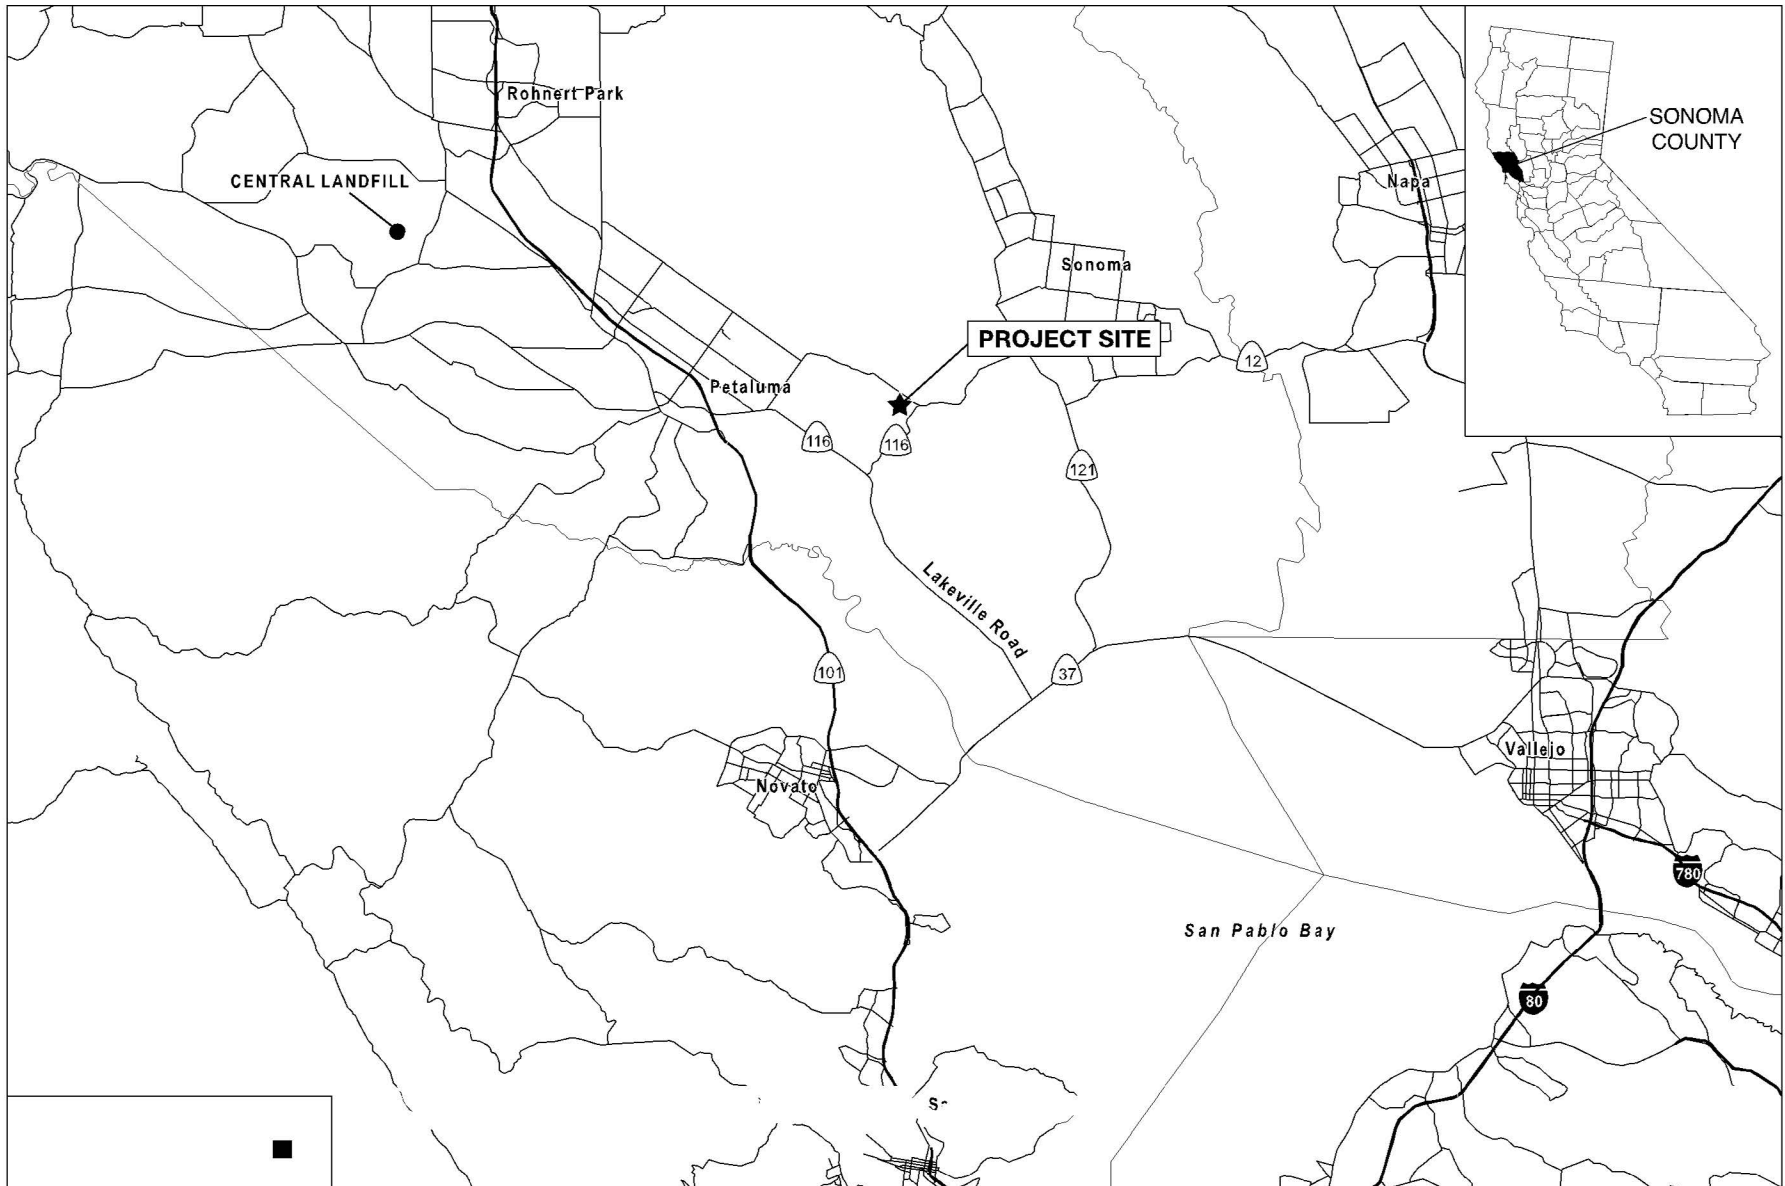 Rohnert Park
SONOMA
COUNTY
CENTRAL LANDFILL
Napa
Sonoma
PROJECT SITE
12
Petaluma
116
116
121
Lakeville Road
101
37
Vallejo
Novato
780
San Pablo Bay
80